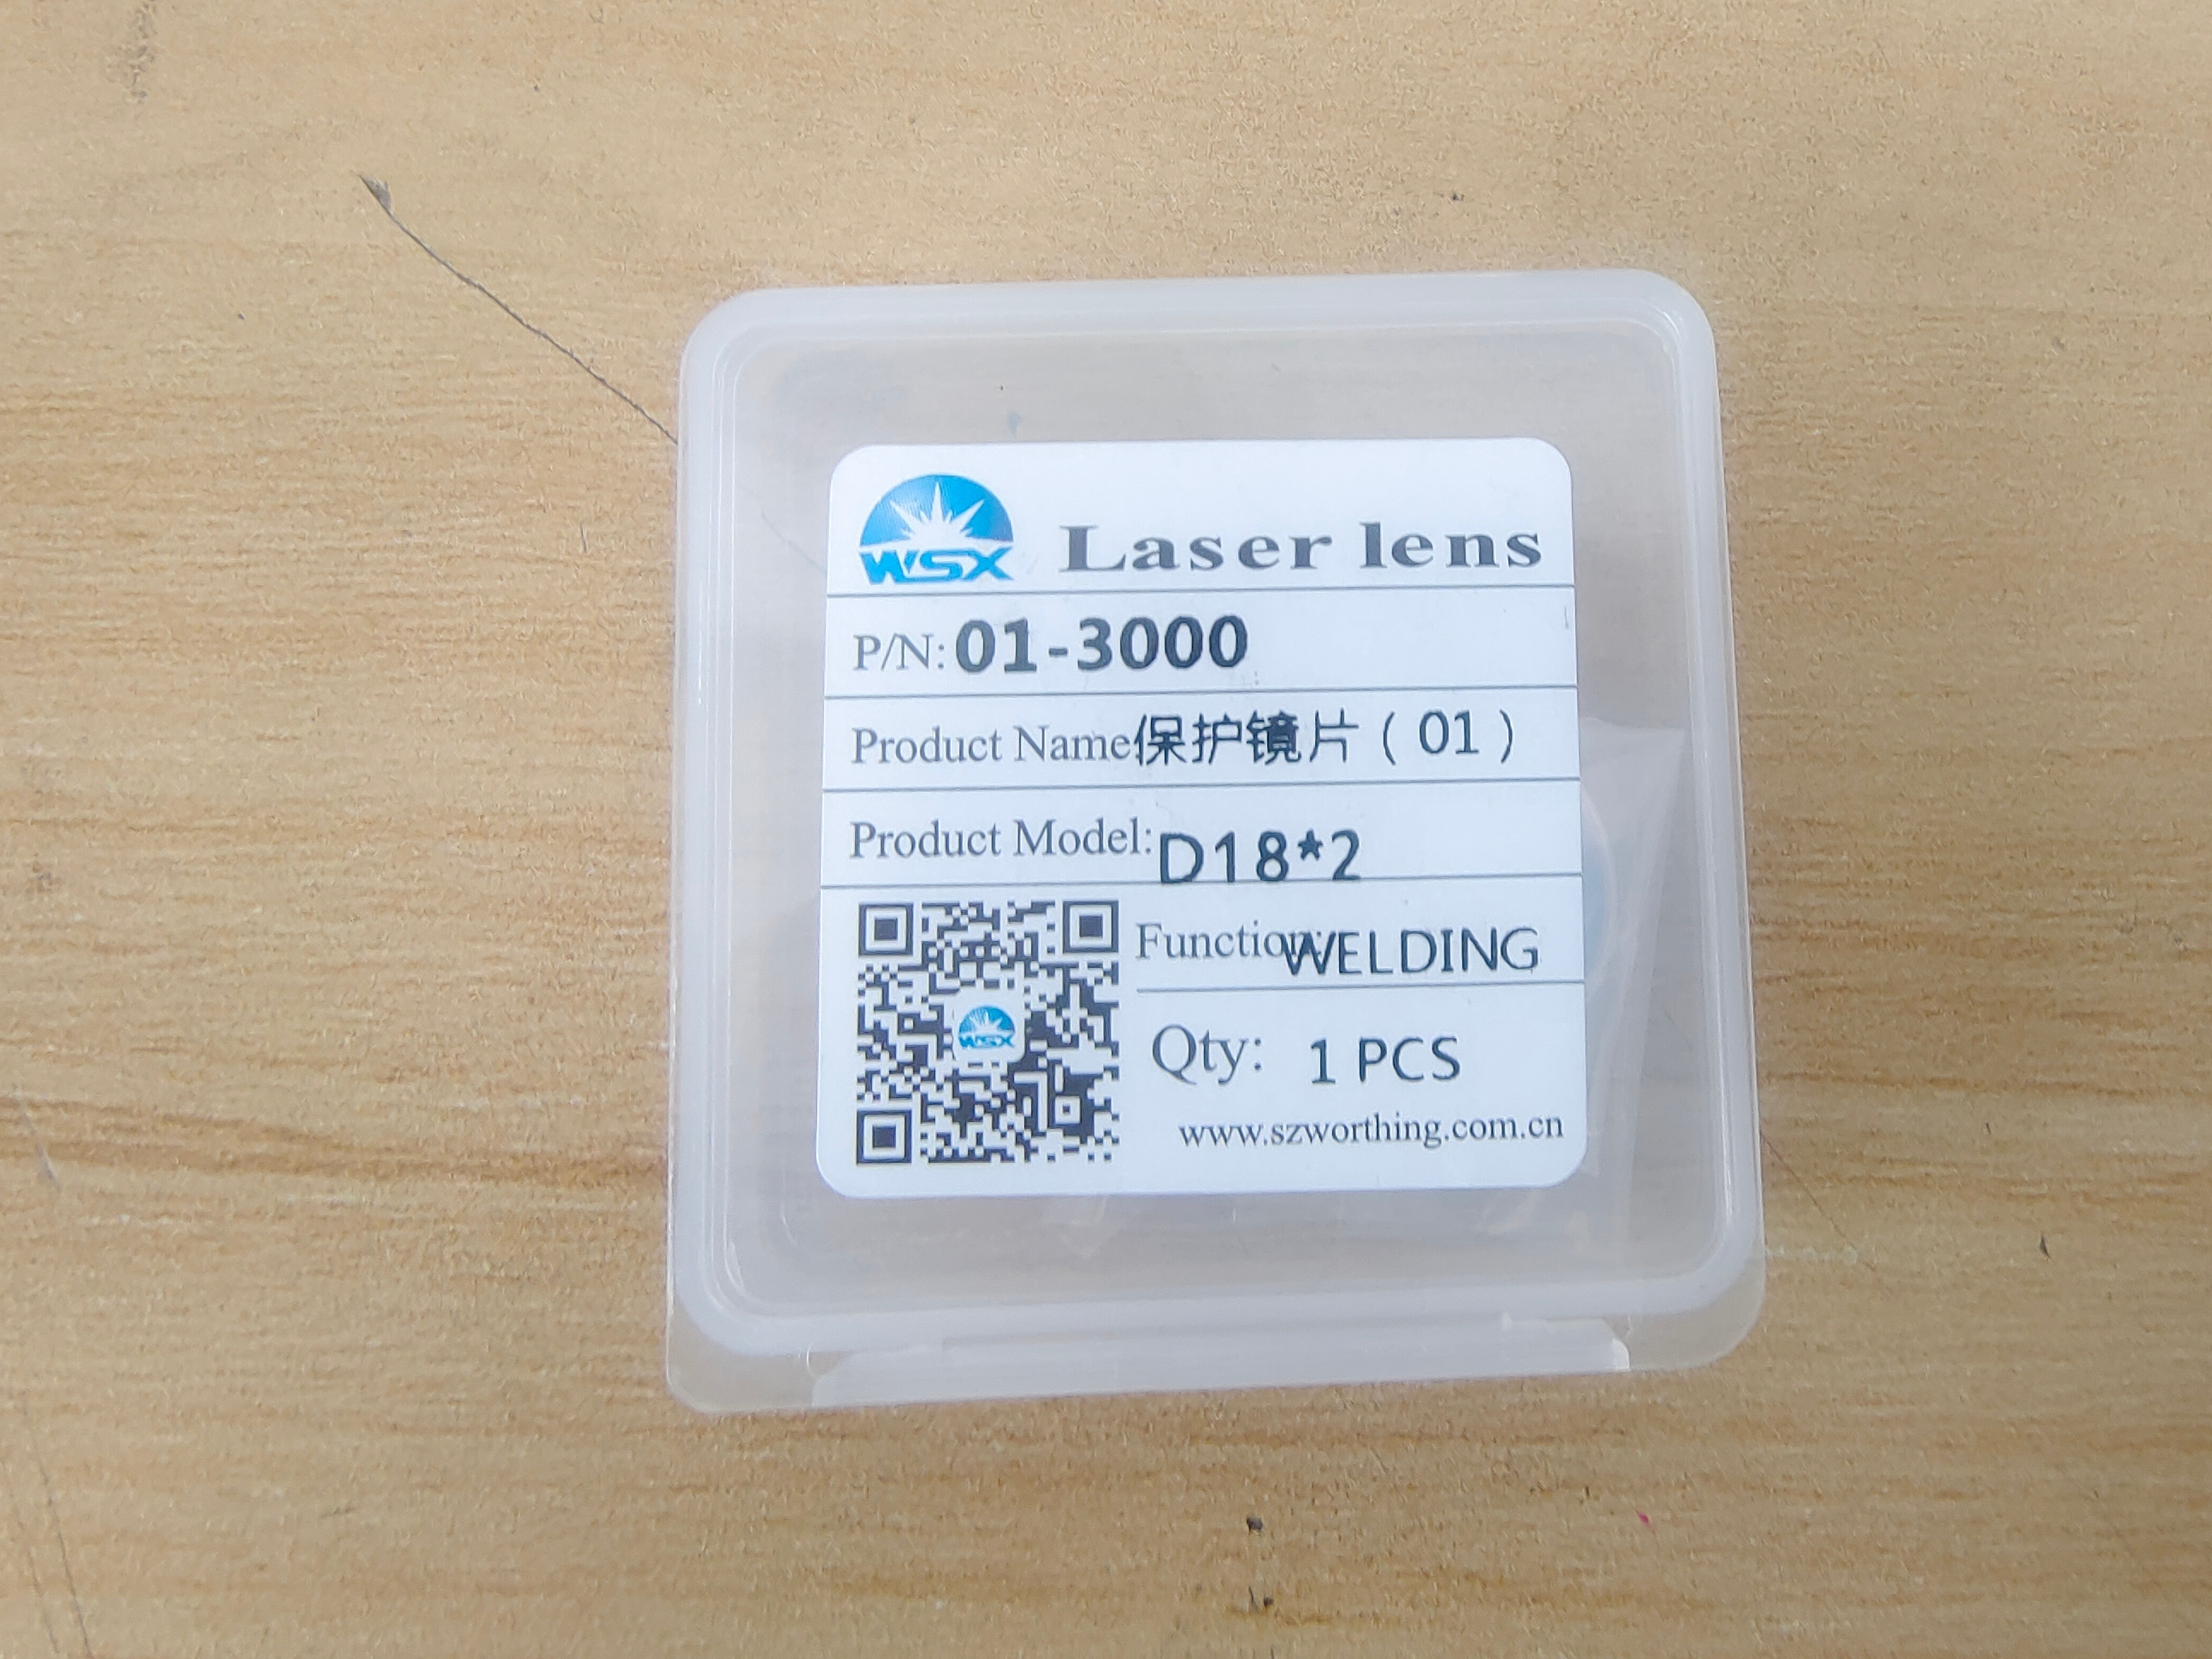 WSX Laser lens
P/N: 01-3000
Product Name保护镜片（01）
Product Model: D18*2
Function: WELDING
WSX
Qty: 1 PCS
www.szworthing.com.cn